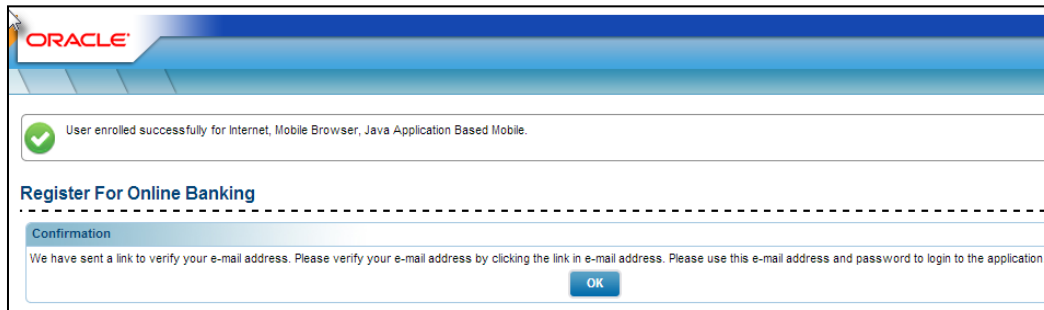 ORACLE
User enrolled successfully for Internet, Mobile Browser, Java Application Based Mobile.
Register For Online Banking
Confirmation
We have sent a link to verify your e-mail address. Please verify your e-mail address by clicking the link in e-mail address. Please use this e-mail address and password to login to the application
OK